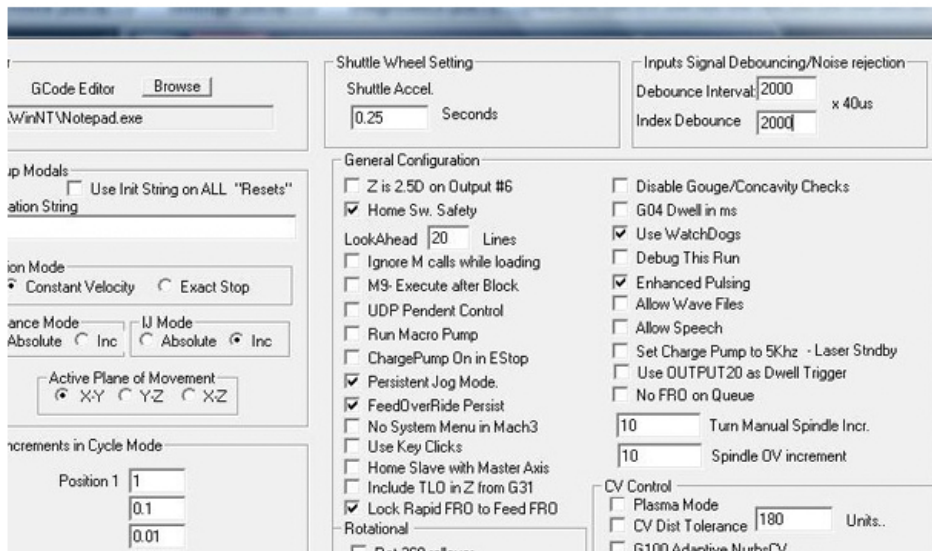 GCode Editor
Browse
\WinNT\Notepad.exe
up Modals
Use Init String on ALL "Resets"
ation String
ion Mode
Constant Velocity
Exact Stop
ance Mode
Absolute
Inc
IJ Mode
Absolute
Inc
Active Plane of Movement
X-Y
Y-Z
X-Z
ncrements in Cycle Mode
Position 1
1
0.1
0.01
Shuttle Wheel Setting
Shuttle Accel.
0.25
Seconds
Inputs Signal Debouncing/Noise rejection
Debounce Interval:
2000
x 40us
Index Debounce
2000
General Configuration
Z is 2.5D on Output #6
Home Sw. Safety
LookAhead 20 Lines
Ignore M calls while loading
M9- Execute after Block
UDP Pendent Control
Run Macro Pump
ChargePump On in EStop
Persistent Jog Mode.
FeedOverRide Persist
No System Menu in Mach3
Use Key Clicks
Home Slave with Master Axis
Include TLO in Z from G31
Lock Rapid FRO to Feed FRO
Disable Gouge/Concavity Checks
G04 Dwell in ms
Use WatchDogs
Debug This Run
Enhanced Pulsing
Allow Wave Files
Allow Speech
Set Charge Pump to 5Khz - Laser Stndby
Use OUTPUT20 as Dwell Trigger
No FRO on Queue
10 Turn Manual Spindle Incr.
10 Spindle OV increment
Rotational
CV Control
Plasma Mode
CV Dist Tolerance 180 Units..
G100 Adaptive NurbsCV